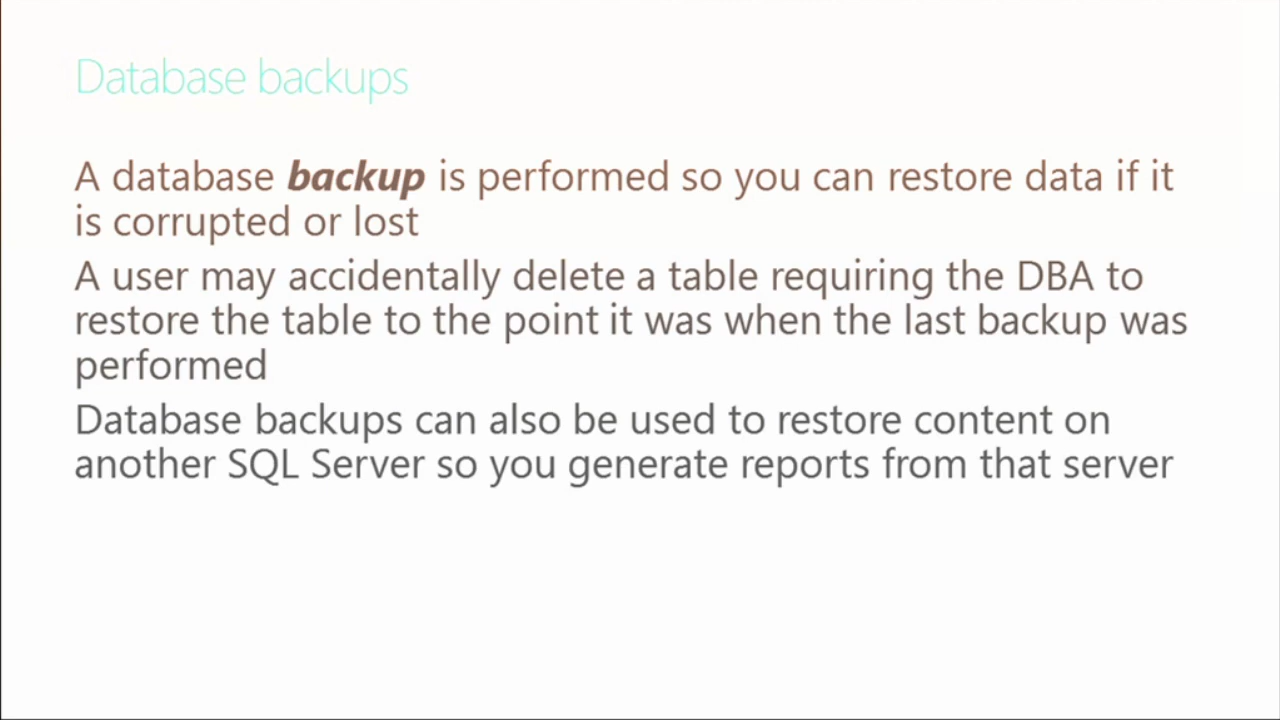 Database backups
A database backup is performed so you can restore data if it
is corrupted or lost
A user may accidentally delete a table requiring the DBA to
restore the table to the point it was when the last backup was
performed
Database backups can also be used to restore content on
another SQL Server so you generate reports from that server